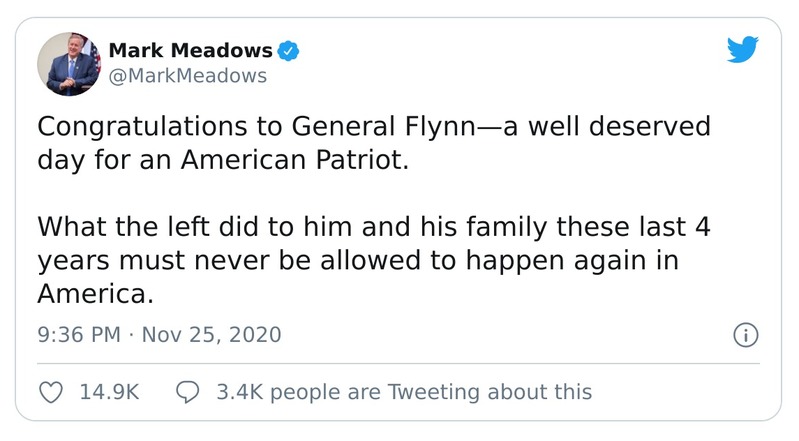 Mark Meadows
@MarkMeadows
Congratulations to General Flynn—a well deserved
day for an American Patriot.
What the left did to him and his family these last 4
years must never be allowed to happen again in
America.
9:36 PM · Nov 25, 2020
14.9K 3.4K people are Tweeting about this